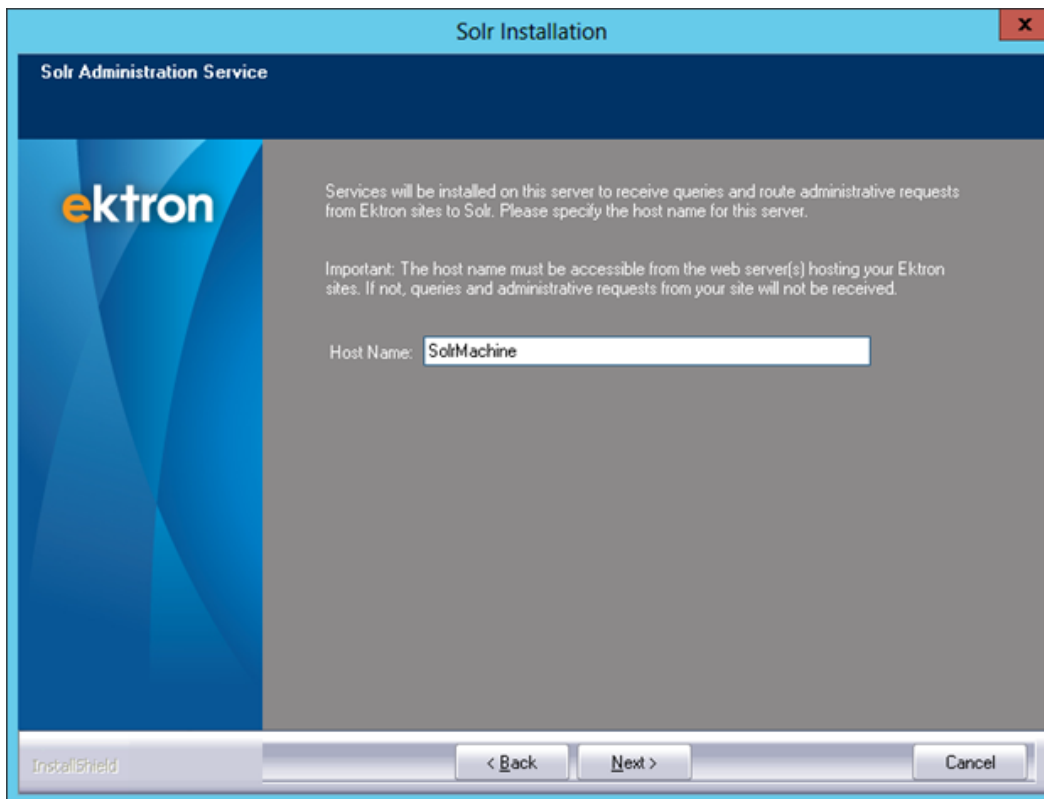 Solr Installation
x
Solr Administration Service
ektron
Services will be installed on this server to receive queries and route administrative requests
from Ektron sites to Solr. Please specify the host name for this server.
Important: The host name must be accessible from the web server(s) hosting your Ektron
sites. If not, queries and administrative requests from your site will not be received.
Host Name: SolrMachine
InstallShield
< Back Next > Cancel